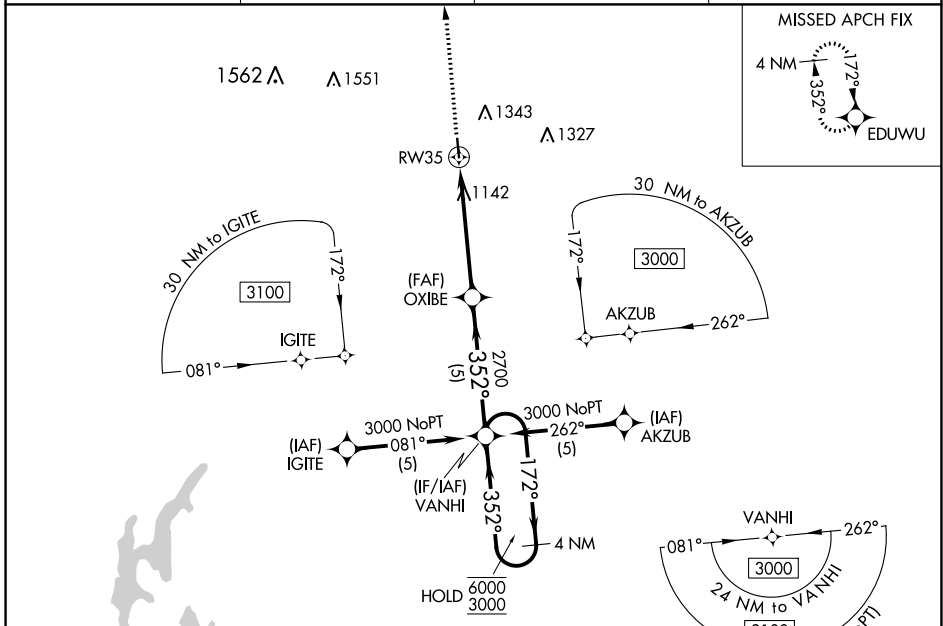 MISSED APCH FIX
4 NM
172°
352°
EDUWU
1562
1551
1343
1327
RW35
1142
30 NM to IGITE
172°
3100
IGITE
081°
30 NM to AKZUB
172°
3000
AKZUB
262°
(FAF)
OXIBE
352°
(5)
2700
3000 NoPT
081°
(5)
(IAF)
IGITE
3000 NoPT
262°
(5)
(IAF)
AKZUB
(IF/IAF)
VANHI
352°
172°
4 NM
HOLD
6000
3000
VANHI
081°
262°
3000
24 NM to VANHI